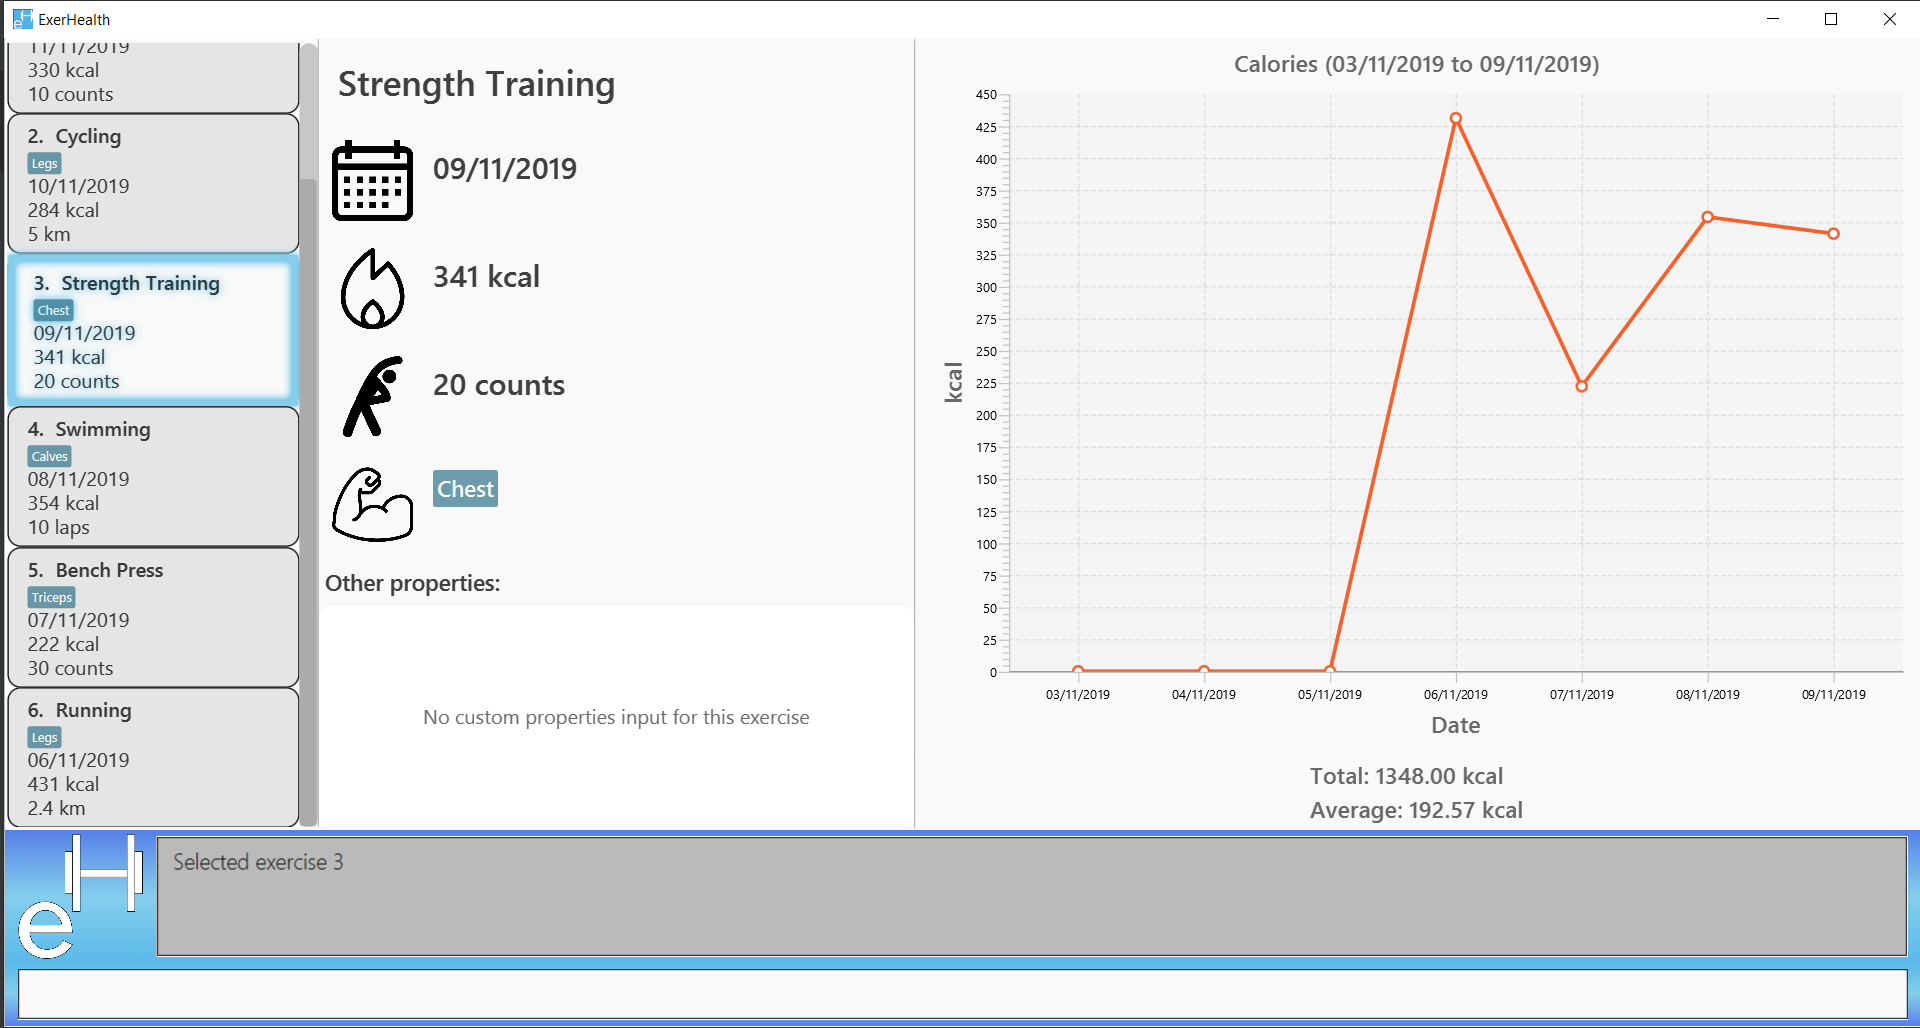 ExerHealth
11/11/2019
330 kcal
10 counts
2. Cycling
Legs
10/11/2019
284 kcal
5 km
3. Strength Training
Chest
09/11/2019
341 kcal
20 counts
4. Swimming
Calves
08/11/2019
354 kcal
10 laps
5. Bench Press
Triceps
07/11/2019
222 kcal
30 counts
6. Running
Legs
06/11/2019
431 kcal
2.4 km
Strength Training
09/11/2019
341 kcal
20 counts
Chest
Other properties:
No custom properties input for this exercise
Calories (03/11/2019 to 09/11/2019)
450
425
400
375
350
325
300
275
250
225
200
175
150
125
100
75
50
25
0
kcal
03/11/2019 04/11/2019 05/11/2019 06/11/2019 07/11/2019 08/11/2019 09/11/2019
Date
Total: 1348.00 kcal
Average: 192.57 kcal
eH
Selected exercise 3